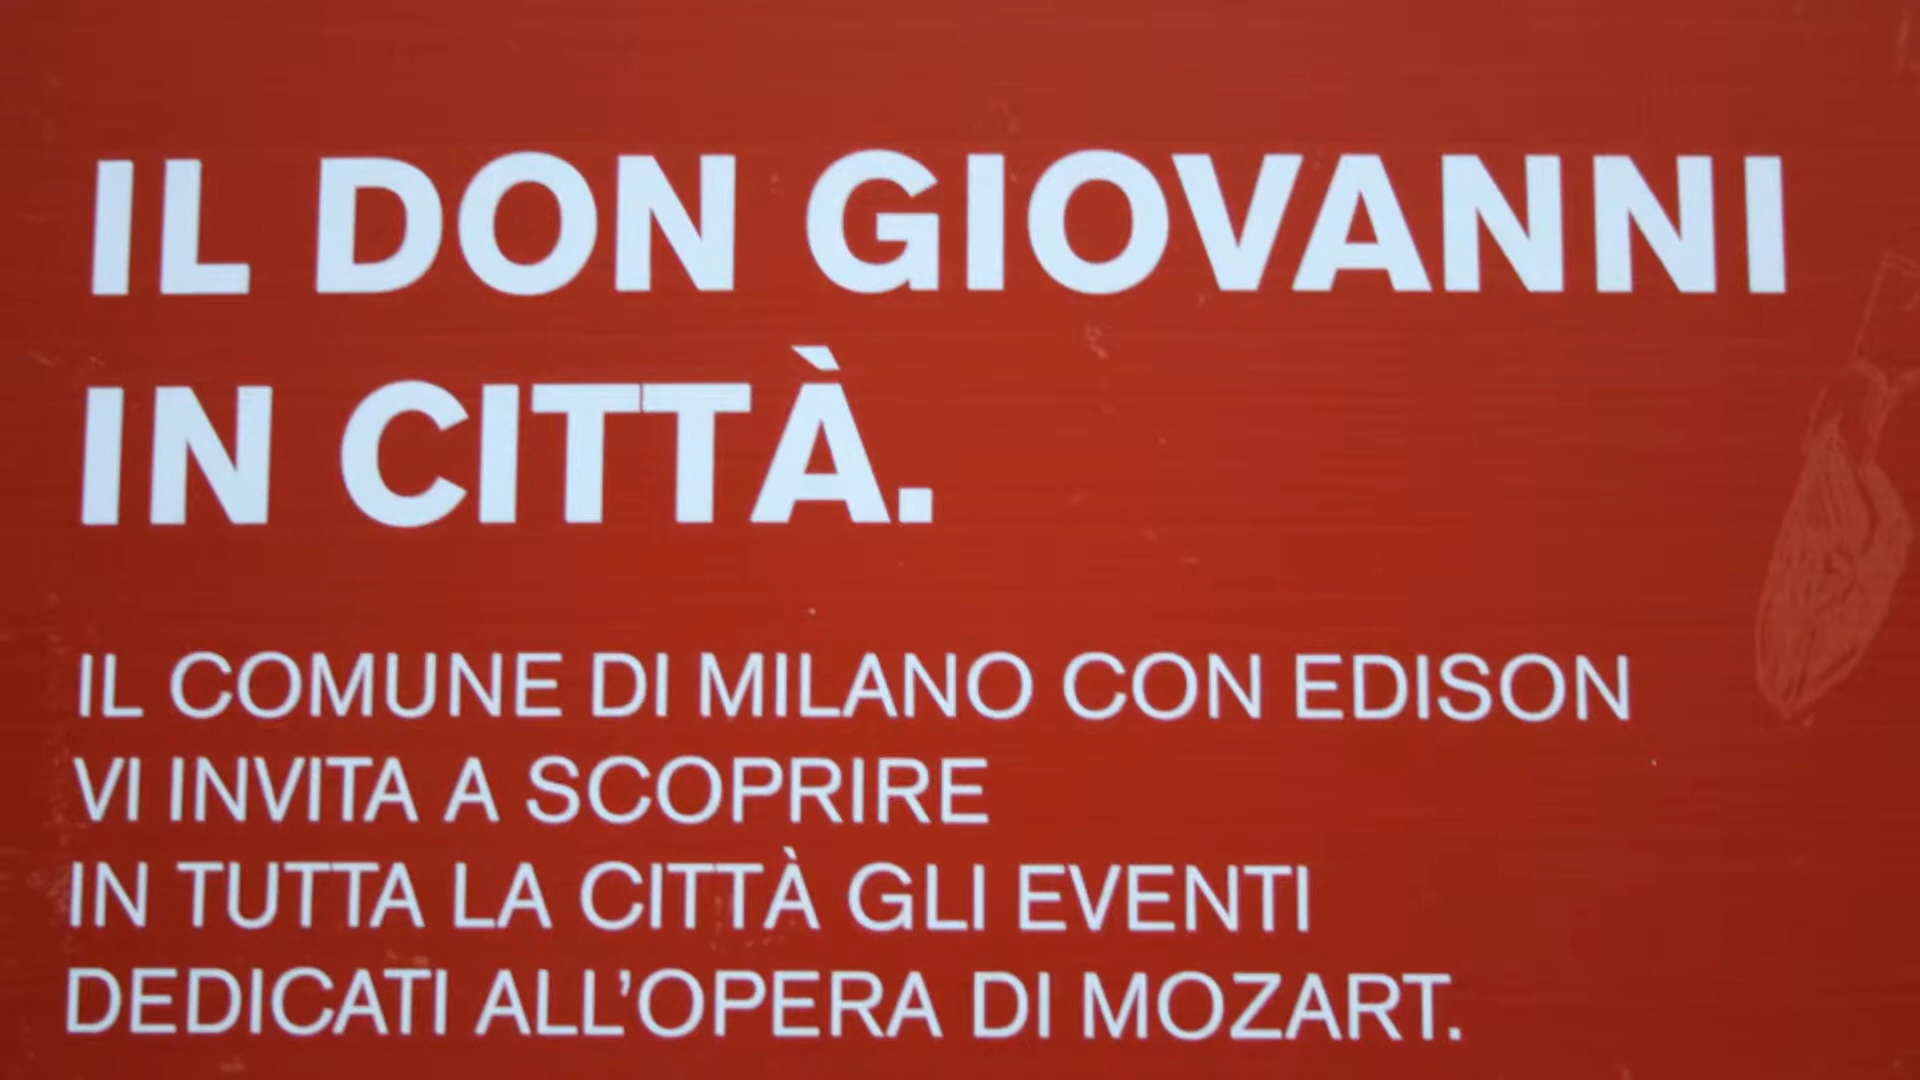 IL DON GIOVANNI
IN CITTÀ.
IL COMUNE DI MILANO CON EDISON
VI INVITA A SCOPRIRE
IN TUTTA LA CITTÀ GLI EVENTI
DEDICATI ALL’OPERA DI MOZART.